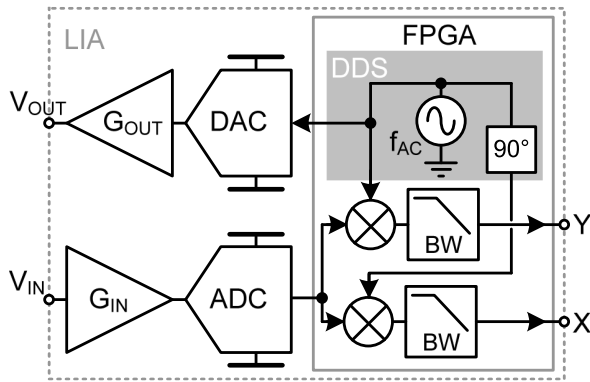 LIA
FPGA
DDS
VOUT
GOUT
DAC
fAC
90°
BW
Y
VIN
GIN
ADC
BW
X